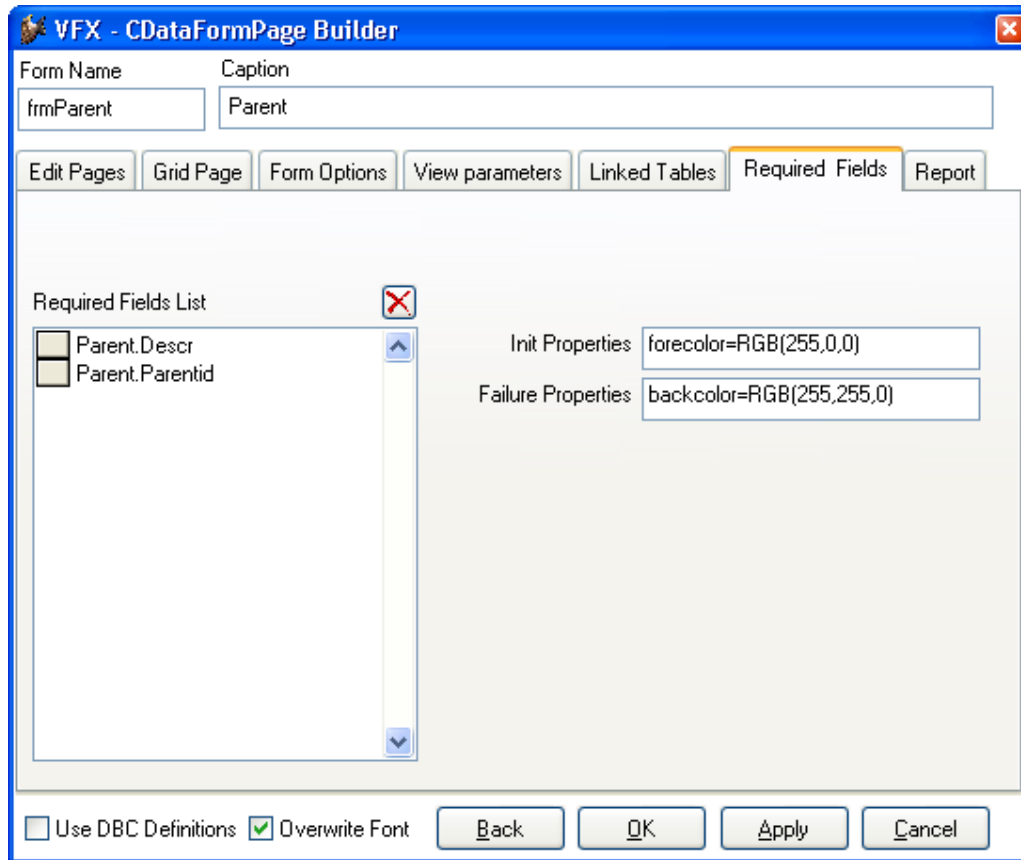 VFX - CDataFormPage Builder
Form Name Caption
frmParent Parent
Edit Pages Grid Page Form Options View parameters Linked Tables Required Fields Report
Required Fields List
Parent.Descr
Parent.Parentid
Init Properties forecolor=RGB(255,0,0)
Failure Properties backcolor=RGB(255,255,0)
Use DBC Definitions Overwrite Font Back OK Apply Cancel